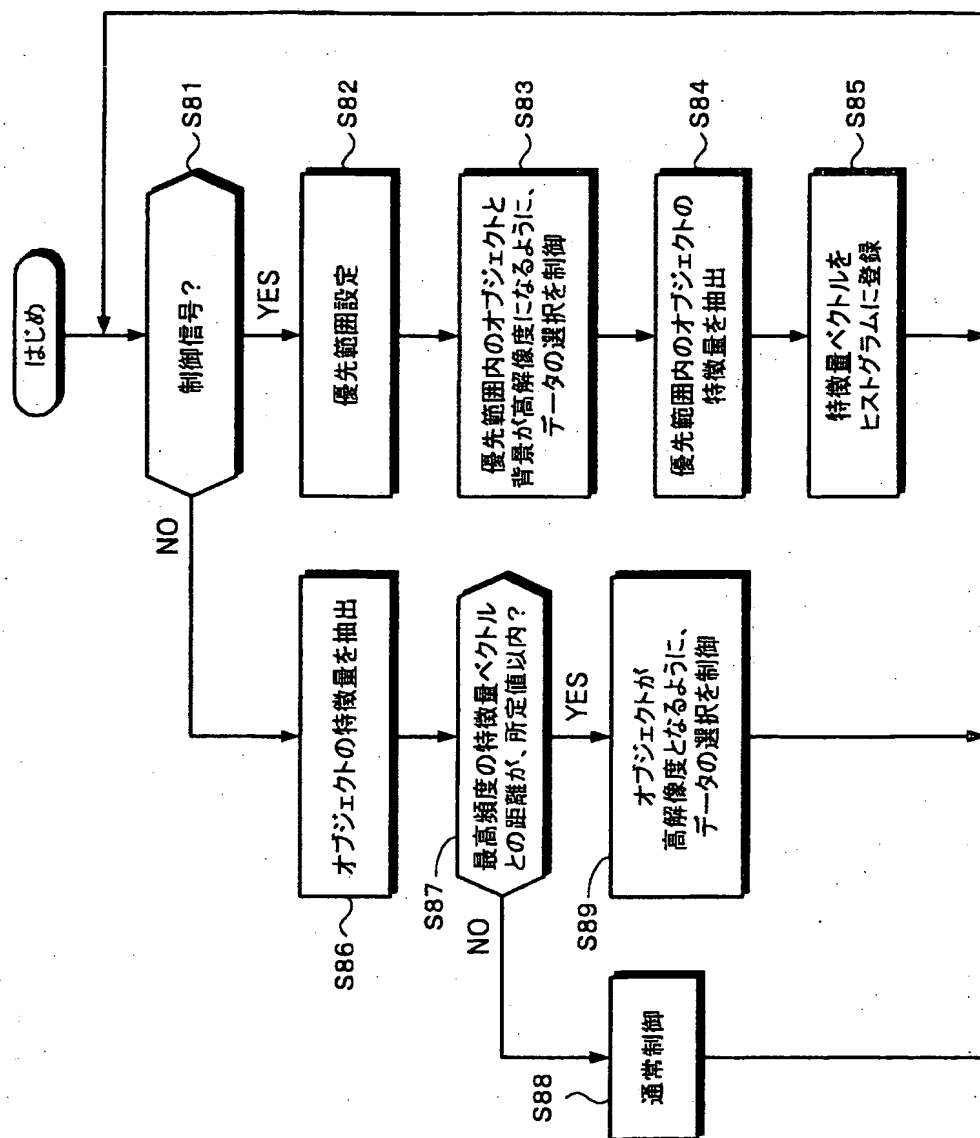 はじめ
制御信号?
S81
YES
NO
優先範囲設定
S82
優先範囲内のオブジェクトと
背景が高解像度になるように、
データの選択を制御
S83
優先範囲内のオブジェクトの
特徴量を抽出
S84
特徴量ベクトルを
ヒストグラムに登録
S85
オブジェクトの特徴量を抽出
S86
最高頻度の特徴量ベクトル
との距離が、所定値以内?
S87
YES
NO
オブジェクトが
高解像度となるように、
データの選択を制御
S89
通常制御
S88